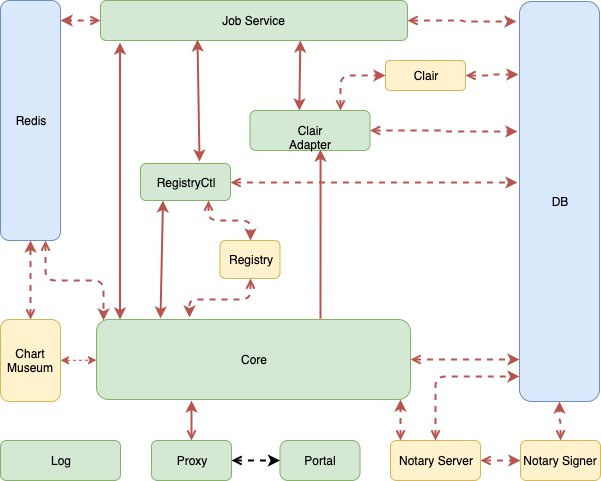 Job Service
Clair
Redis
Clair
Adapter
RegistryCtl
DB
Registry
Chart
Museum
Core
Log
Proxy
Portal
Notary Server
Notary Signer